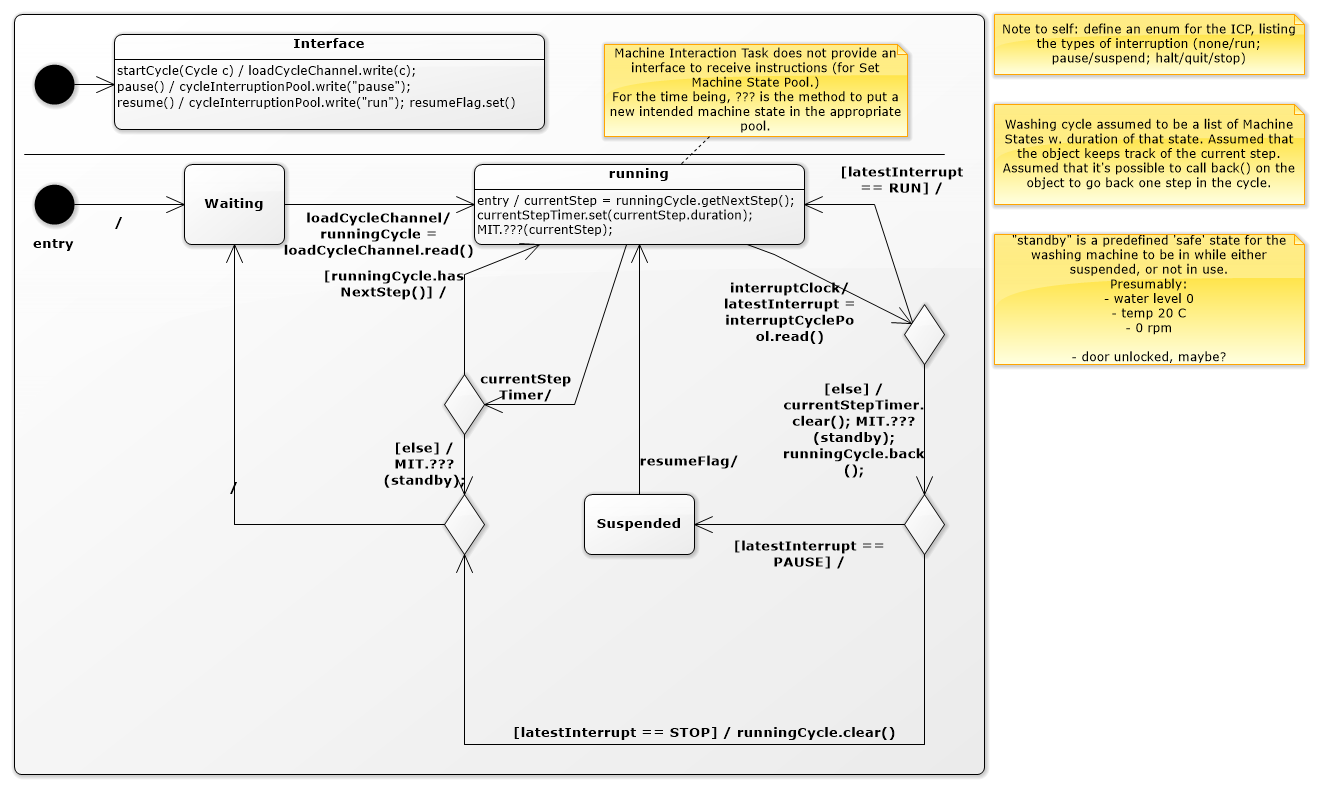 Interface
startCycle(Cycle c) / loadCycleChannel.write(c);
pause() / cycleInterruptionPool.write("pause");
resume() / cycleInterruptionPool.write("run"); resumeFlag.set()
Machine Interaction Task does not provide an
interface to receive instructions (for Set
Machine State Pool.)
For the time being, ??? is the method to put a
new intended machine state in the appropriate
pool.
Note to self: define an enum for the ICP, listing
the types of interruption (none/run;
pause/suspend; halt/quit/stop)
Washing cycle assumed to be a list of Machine
States w. duration of that state. Assumed that
the object keeps track of the current step.
Assumed that it's possible to call back() on the
object to go back one step in the cycle.
"standby" is a predefined 'safe' state for the
washing machine to be in while either
suspended, or not in use.
Presumably:
- water level 0
- temp 20 C
- 0 rpm
- door unlocked, maybe?
entry
/
Waiting
loadCycleChannel/
runningCycle =
loadCycleChannel.read()
running
entry / currentStep = runningCycle.getNextStep();
currentStepTimer.set(currentStep.duration);
MIT.???(currentStep);
[latestInterrupt
== RUN] /
[runningCycle.has
NextStep()] /
interruptClock/
latestInterrupt =
interruptCyclePo
ol.read()
currentStep
Timer/
[else] /
currentStepTimer.
clear(); MIT.???
(standby);
runningCycle.back
();
[else] /
MIT.???
(standby);
resumeFlag/
/
Suspended
[latestInterrupt ==
PAUSE] /
[latestInterrupt == STOP] / runningCycle.clear()